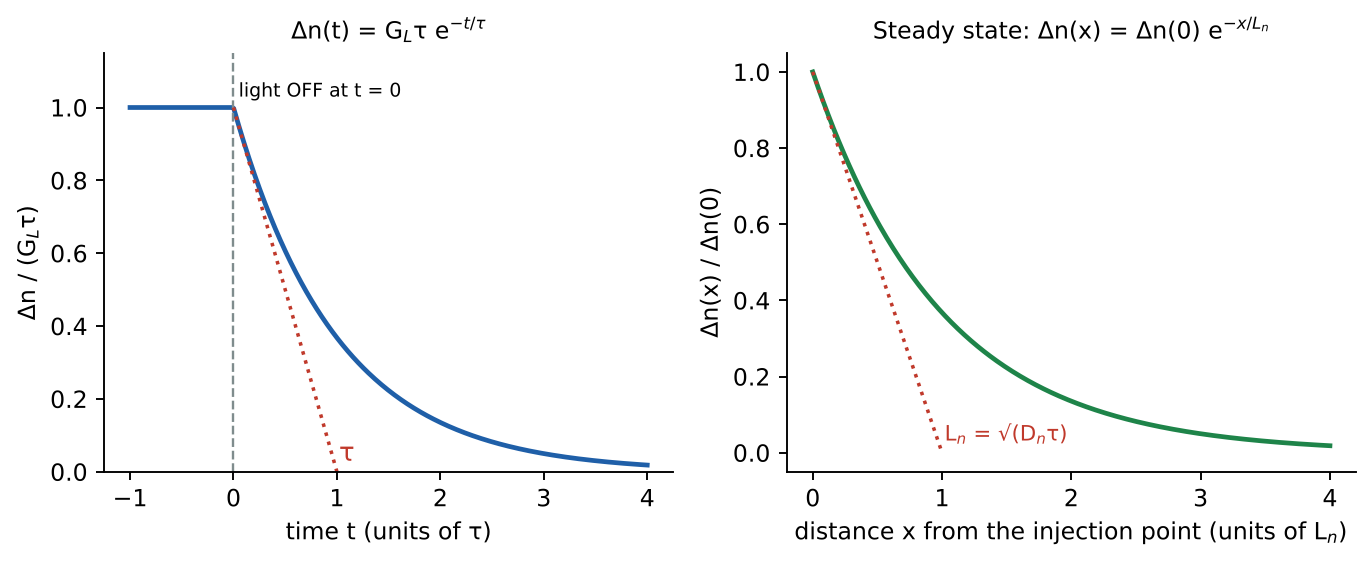 Δn(t) = G_Lτ e^{−t/τ}
light OFF at t = 0
Δn / (G_Lτ)
1.0
0.8
0.6
0.4
0.2
0.0
τ
−1 0 1 2 3 4
time t (units of τ)
Steady state: Δn(x) = Δn(0) e^{−x/L_n}
Δn(x) / Δn(0)
1.0
0.8
0.6
0.4
0.2
0.0
L_n = √(D_nτ)
0 1 2 3 4
distance x from the injection point (units of L_n)